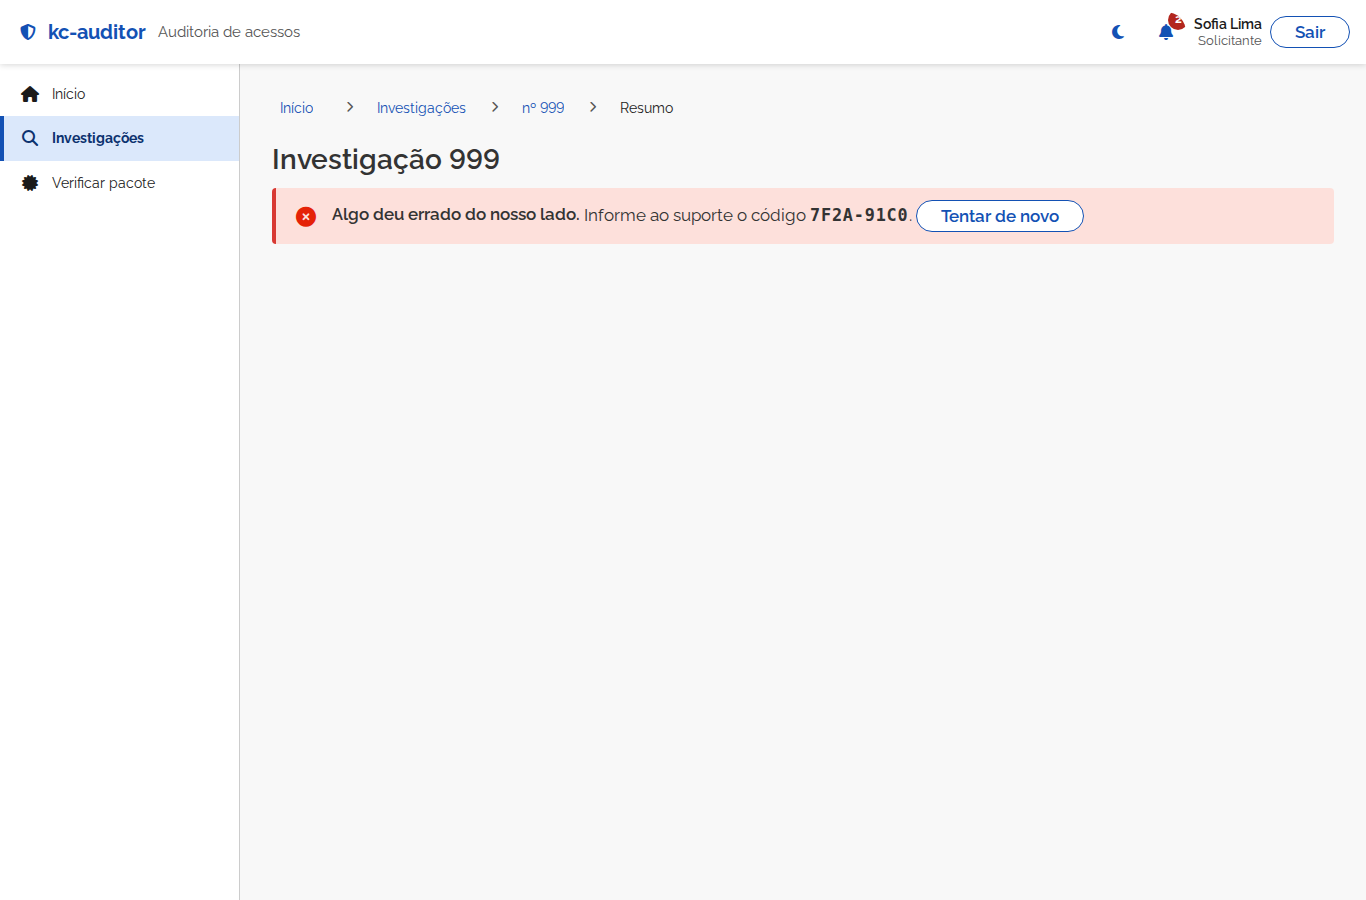 kc-auditor Auditoria de acessos
2
Sofia Lima
Solicitante
Sair
Início
Investigações
Verificar pacote
Início > Investigações > nº 999 > Resumo
Investigação 999
Algo deu errado do nosso lado. Informe ao suporte o código 7F2A-91C0. Tentar de novo